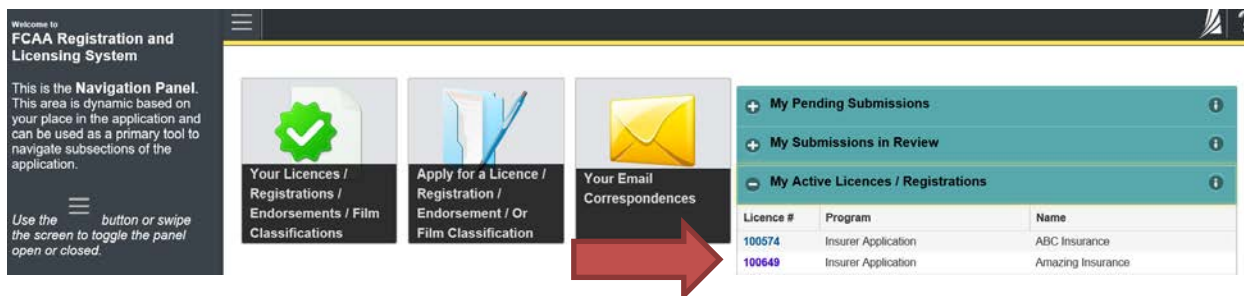 Welcome to
FCAA Registration and
Licensing System
This is the Navigation Panel.
This area is dynamic based on
your place in the application and
can be used as a primary tool to
navigate subsections of the
application.
Use the button or swipe
the screen to toggle the panel
open or closed.
Your Licences /
Registrations /
Endorsements / Film
Classifications
Apply for a Licence /
Registration /
Endorsement / Or
Film Classification
Your Email
Correspondences
My Pending Submissions
My Submissions in Review
My Active Licences / Registrations
Licence # Program Name
100574 Insurer Application ABC Insurance
100649 Insurer Application Amazing Insurance